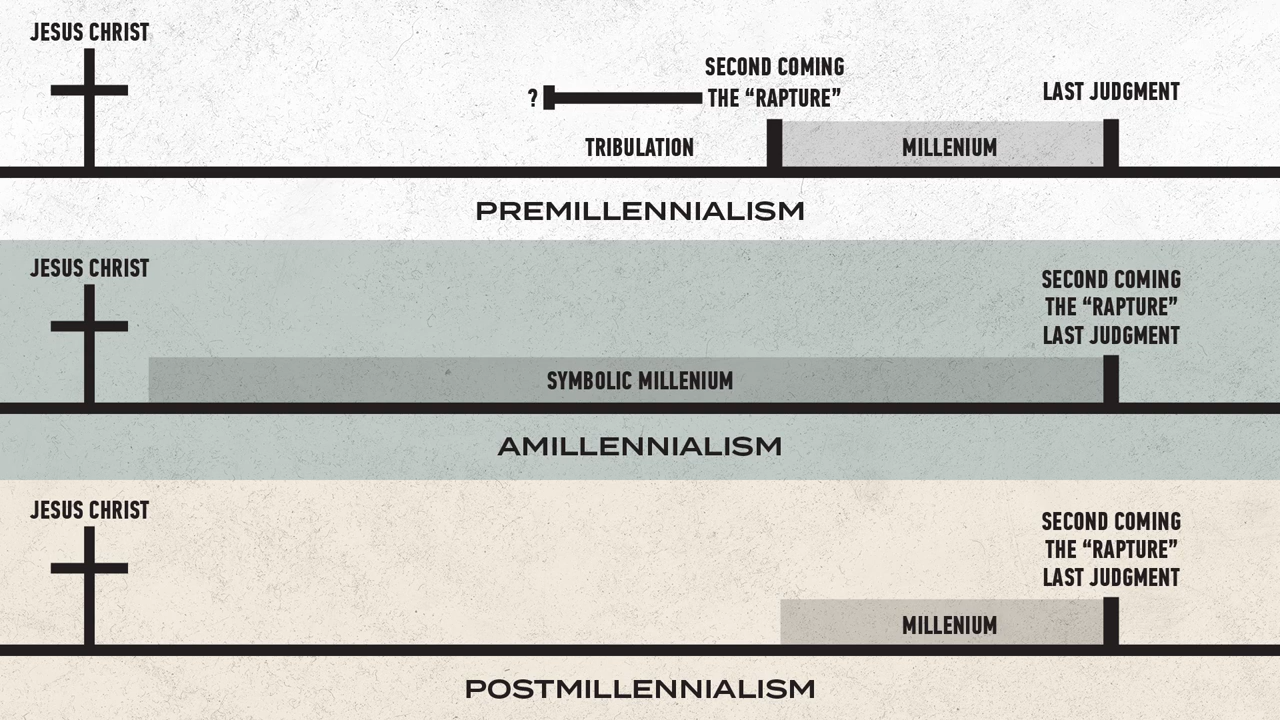 JESUS CHRIST
SECOND COMING
? THE “RAPTURE”
LAST JUDGMENT
TRIBULATION
MILLENIUM
PREMILLENNIALISM
JESUS CHRIST
SECOND COMING
THE “RAPTURE”
LAST JUDGMENT
SYMBOLIC MILLENIUM
AMILLENNIALISM
JESUS CHRIST
SECOND COMING
THE “RAPTURE”
LAST JUDGMENT
MILLENIUM
POSTMILLENNIALISM